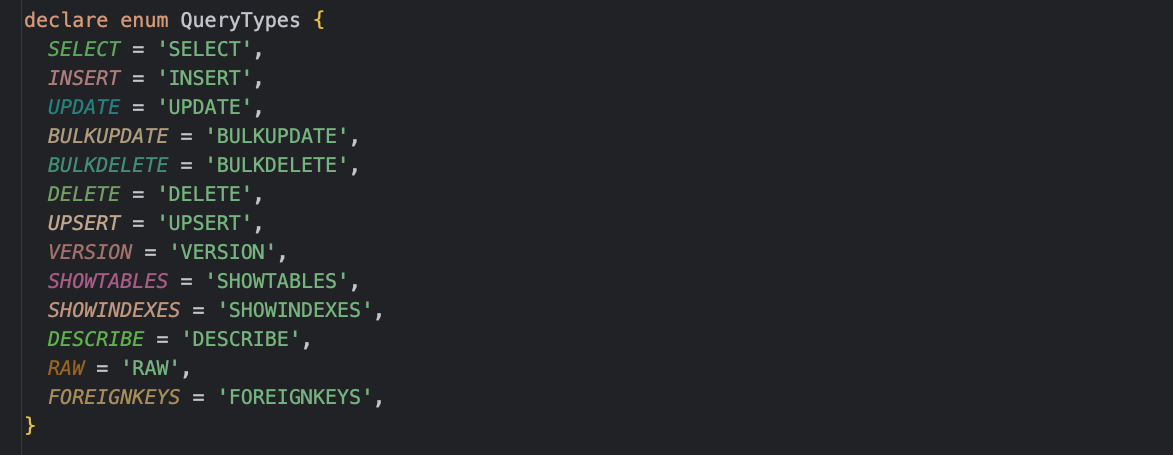 declare enum QueryTypes {
  SELECT = 'SELECT',
  INSERT = 'INSERT',
  UPDATE = 'UPDATE',
  BULKUPDATE = 'BULKUPDATE',
  BULKDELETE = 'BULKDELETE',
  DELETE = 'DELETE',
  UPSERT = 'UPSERT',
  VERSION = 'VERSION',
  SHOWTABLES = 'SHOWTABLES',
  SHOWINDEXES = 'SHOWINDEXES',
  DESCRIBE = 'DESCRIBE',
  RAW = 'RAW',
  FOREIGNKEYS = 'FOREIGNKEYS',
}